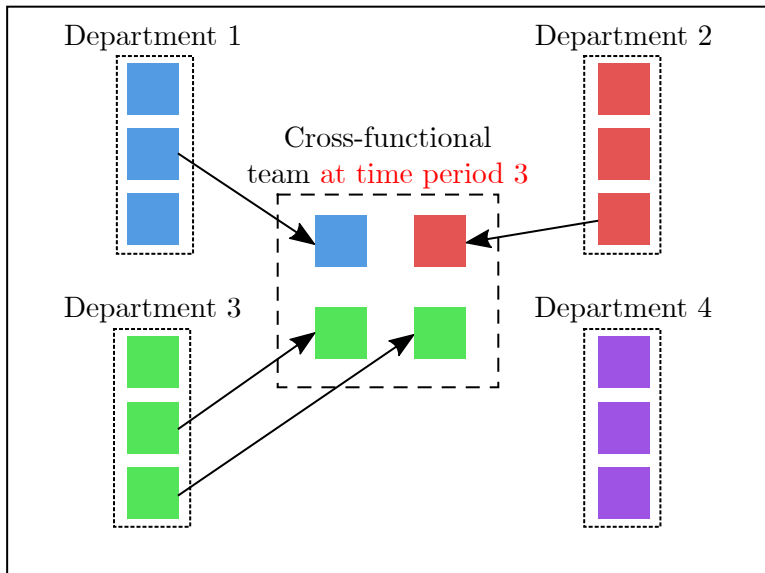 Department 1
Department 2
Cross-functional
team at time period 3
Department 3
Department 4